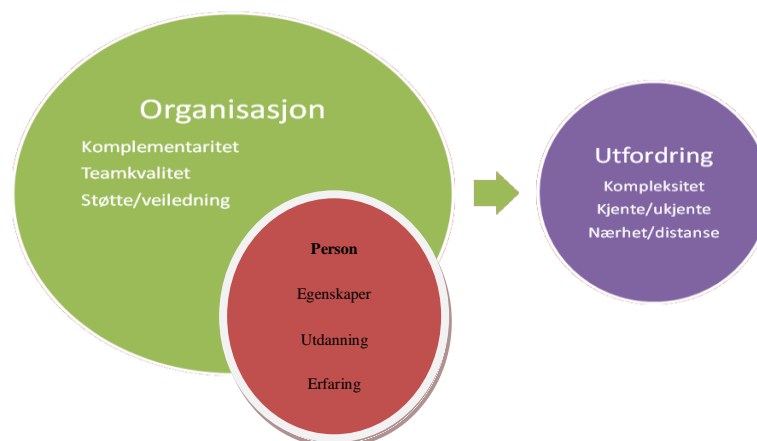 Organisasjon
Komplementaritet
Teamkvalitet
Støtte/veiledning
Person
Egenskaper
Utdanning
Erfaring
Utfordring
Kompleksitet
Kjente/ukjente
Nærhet/distanse